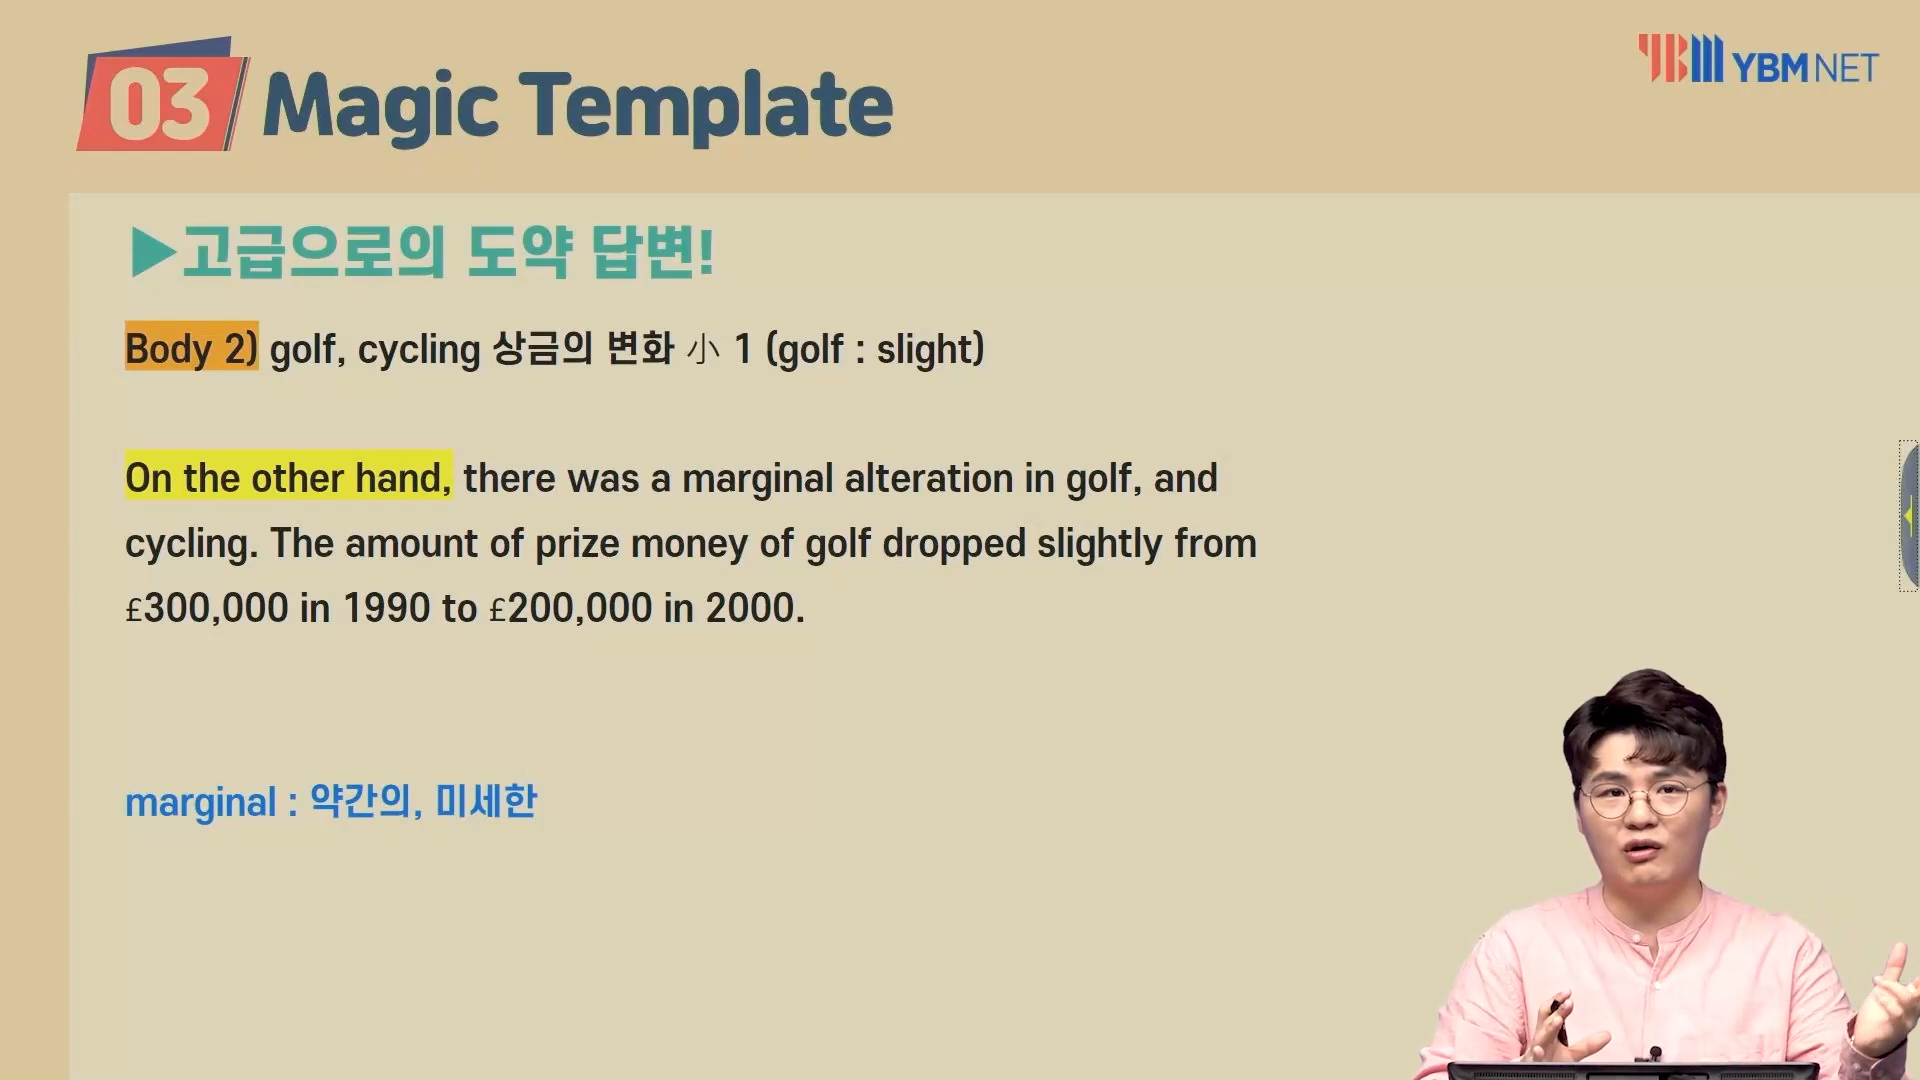 03 Magic Template
YBM NET
▶고급으로의 도약 답변!
Body 2) golf, cycling 상금의 변화 小 1 (golf : slight)
On the other hand, there was a marginal alteration in golf, and
cycling. The amount of prize money of golf dropped slightly from
£300,000 in 1990 to £200,000 in 2000.
marginal : 약간의, 미세한